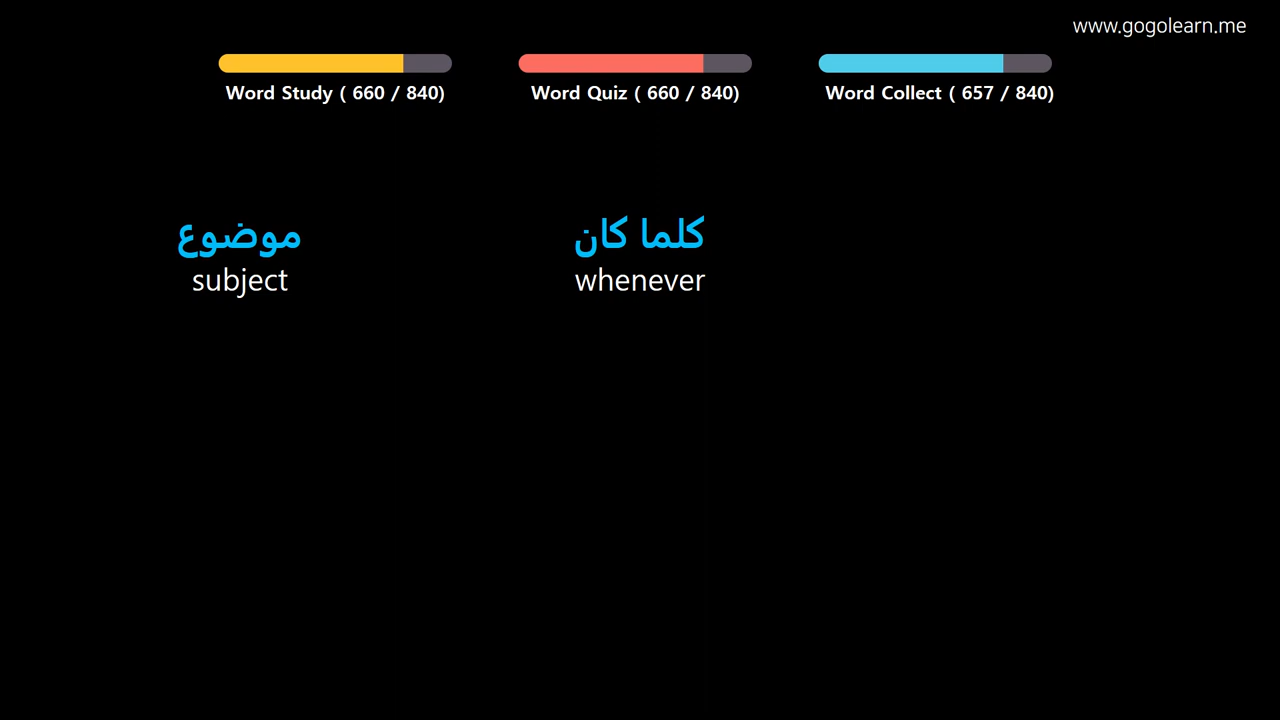 www.gogolearn.me
Word Study ( 660 / 840)
Word Quiz ( 660 / 840)
Word Collect ( 657 / 840)
موضوع
subject
كلما كان
whenever